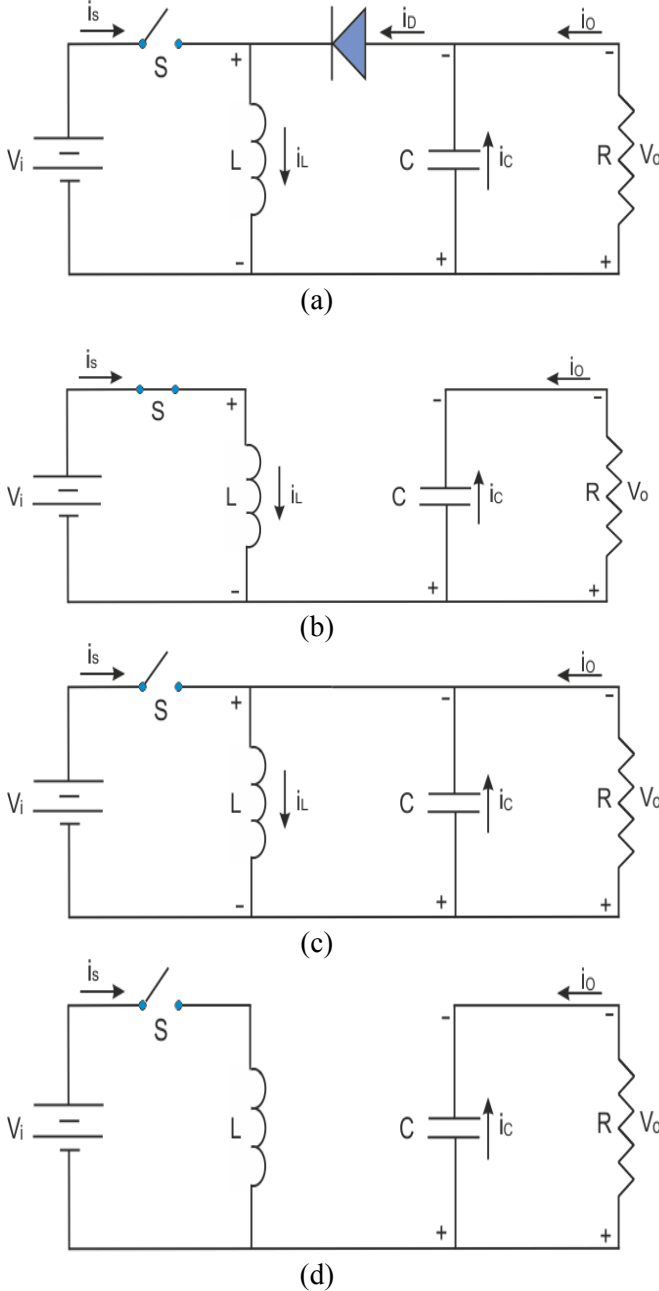 iS iD iO
S + - -
Vi L iL C iC R Vo
- + +
(a)
iS iO
S + - -
Vi L iL C iC R Vo
- + +
(b)
iS iO
S + - -
Vi L iL C iC R Vo
- + +
(c)
iS iO
S - -
Vi L C iC R Vo
+ +
(d)